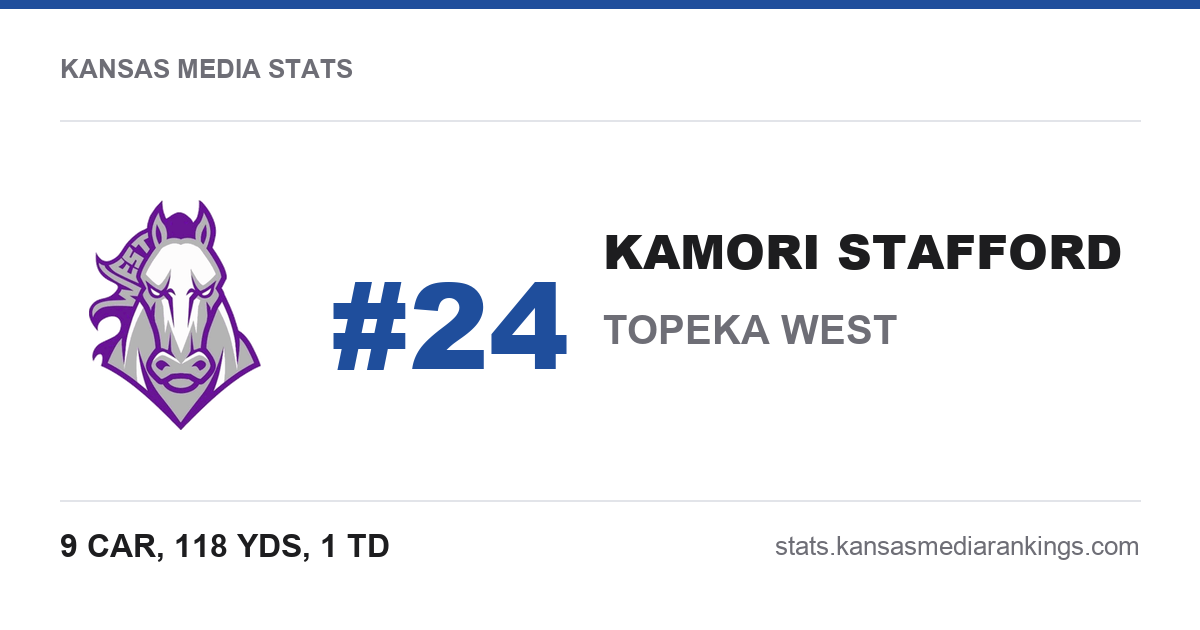 KANSAS MEDIA STATS
WEST
#24
KAMORI STAFFORD
TOPEKA WEST
9 CAR, 118 YDS, 1 TD
stats.kansasmediarankings.com